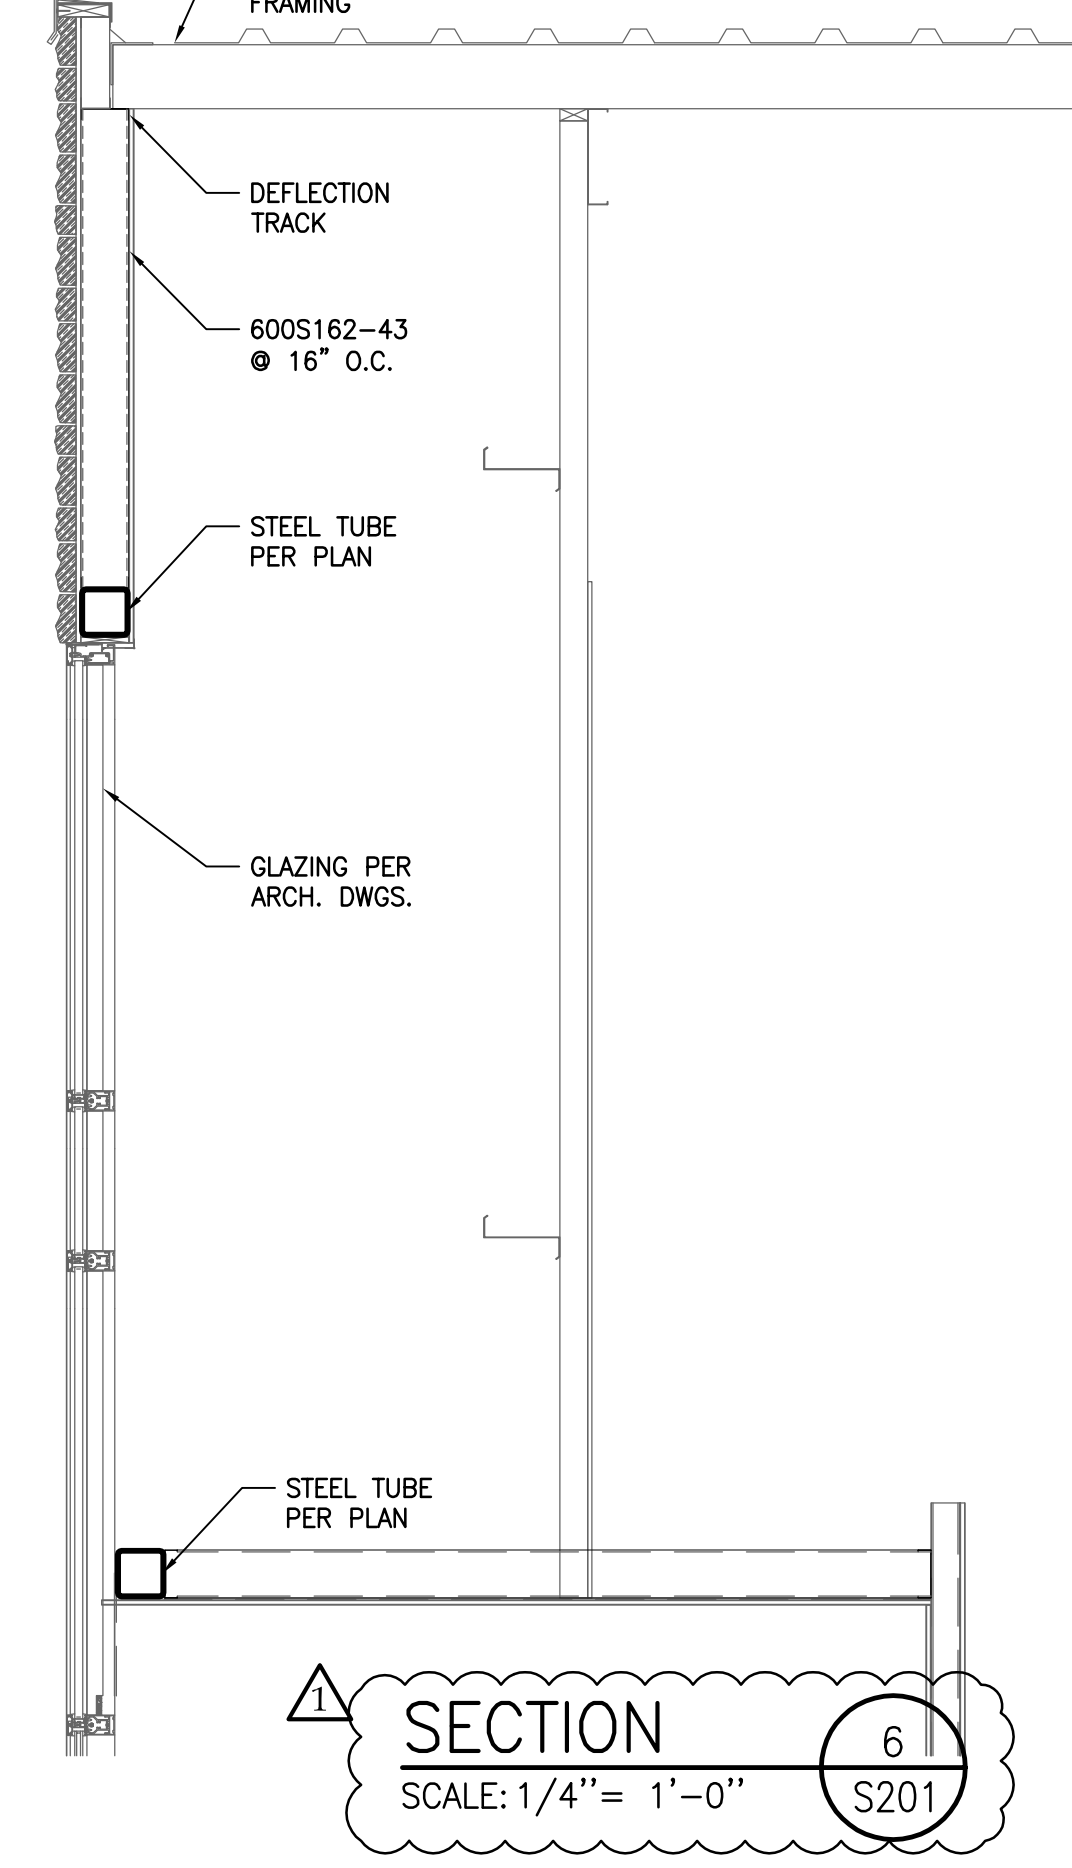 FRAMING
DEFLECTION
TRACK
600S162-43
@ 16" O.C.
STEEL TUBE
PER PLAN
GLAZING PER
ARCH. DWGS.
STEEL TUBE
PER PLAN
1
SECTION
SCALE: 1/4''= 1'-0''
6
S201